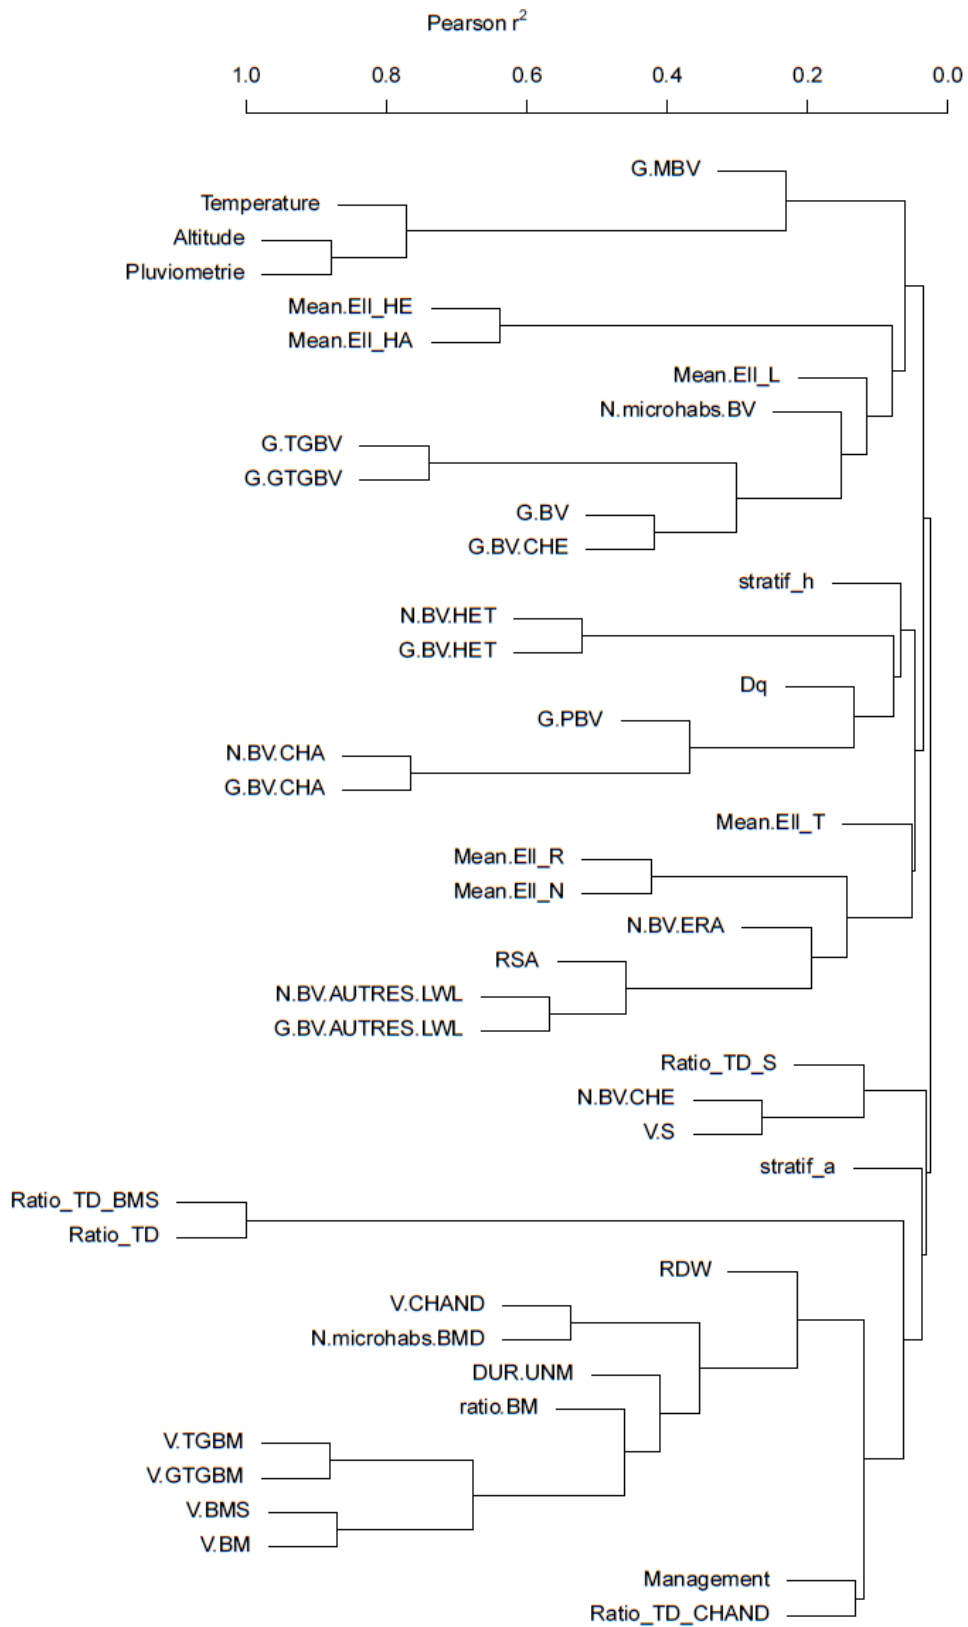 Pearson r²
1.0 0.8 0.6 0.4 0.2 0.0
G.MBV
Temperature
Altitude
Pluviometrie
Mean.Ell_HE
Mean.Ell_HA
Mean.Ell_L
N.microhabs.BV
G.TGBV
G.GTGBV
G.BV
G.BV.CHE
stratif_h
N.BV.HET
G.BV.HET
Dq
G.PBV
N.BV.CHA
G.BV.CHA
Mean.Ell_T
Mean.Ell_R
Mean.Ell_N
N.BV.ERA
RSA
N.BV.AUTRES.LWL
G.BV.AUTRES.LWL
Ratio_TD_S
N.BV.CHE
V.S
stratif_a
Ratio_TD_BMS
Ratio_TD
RDW
V.CHAND
N.microhabs.BMD
DUR.UNM
ratio.BM
V.TGBM
V.GTGBM
V.BMS
V.BM
Management
Ratio_TD_CHAND